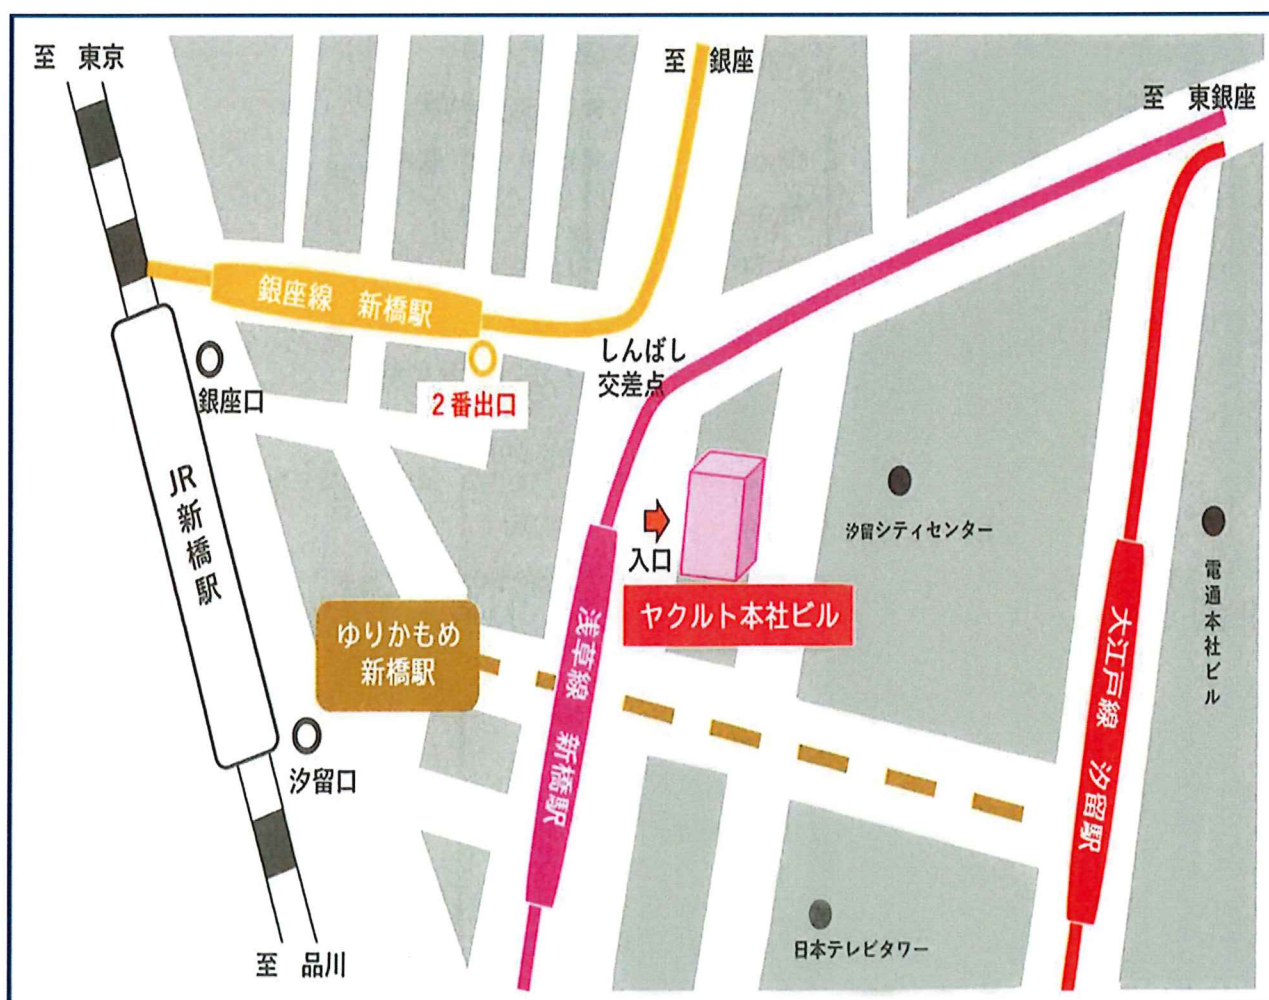 至 東京
至 銀座
至 東銀座
銀座線 新橋駅
しんばし
交差点
銀座口
2番出口
JR新橋駅
汐留シティセンター
入口
電通本社ビル
ヤクルト本社ビル
ゆりかもめ
新橋駅
浅草線 新橋駅
大江戸線 汐留駅
汐留口
日本テレビタワー
至 品川